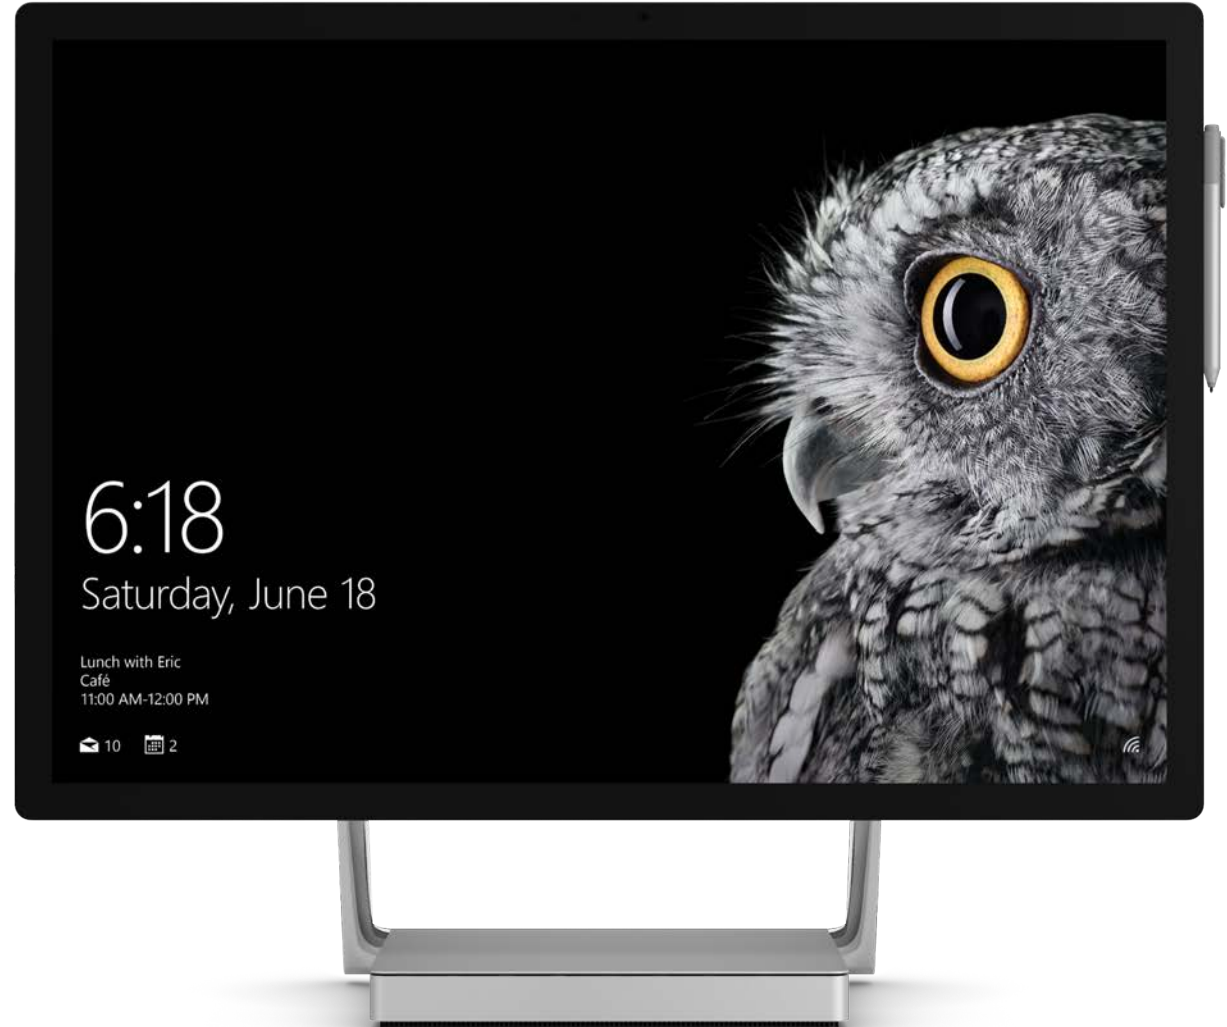 6:18
Saturday, June 18
Lunch with Eric
Café
11:00 AM-12:00 PM
10 2